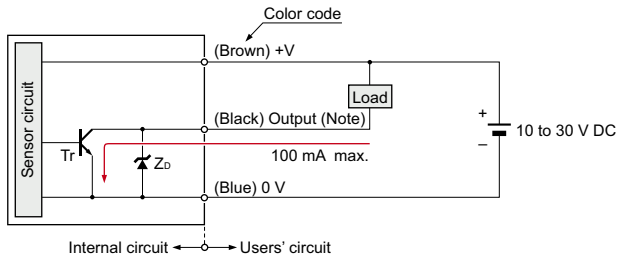 Color code
(Brown) +V
Sensor circuit
Load
(Black) Output (Note)
+
10 to 30 V DC
–
Tr
ZD
100 mA max.
(Blue) 0 V
Internal circuit
Users' circuit